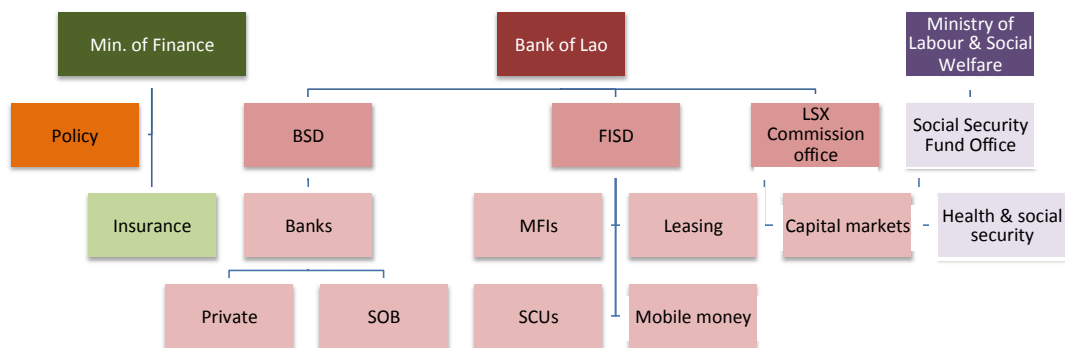 Min. of Finance
Bank of Lao
Ministry of
Labour & Social
Welfare
Policy
BSD
FISD
LSX
Commission
office
Social Security
Fund Office
Insurance
Banks
MFIs
Leasing
Capital markets
Health & social
security
Private
SOB
SCUs
Mobile money